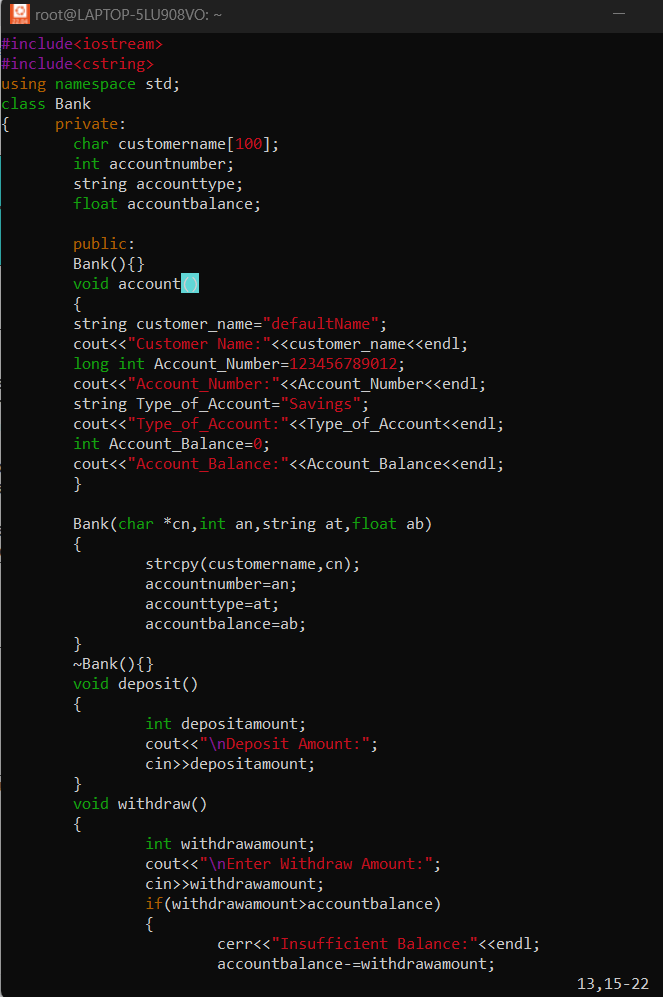 root@LAPTOP-5LU908VO: ~
#include<iostream>
#include<cstring>
using namespace std;
class Bank
{     private:
        char customername[100];
        int accountnumber;
        string accounttype;
        float accountbalance;

        public:
        Bank(){}
        void account()
        {
        string customer_name="defaultName";
        cout<<"Customer Name:"<<customer_name<<endl;
        long int Account_Number=123456789012;
        cout<<"Account_Number:"<<Account_Number<<endl;
        string Type_of_Account="Savings";
        cout<<"Type_of_Account:"<<Type_of_Account<<endl;
        int Account_Balance=0;
        cout<<"Account_Balance:"<<Account_Balance<<endl;
        }

        Bank(char *cn,int an,string at,float ab)
        {
                strcpy(customername,cn);
                accountnumber=an;
                accounttype=at;
                accountbalance=ab;
        }
        ~Bank(){}
        void deposit()
        {
                int depositamount;
                cout<<"\nDeposit Amount:";
                cin>>depositamount;
        }
        void withdraw()
        {
                int withdrawamount;
                cout<<"\nEnter Withdraw Amount:";
                cin>>withdrawamount;
                if(withdrawamount>accountbalance)
                {
                        cerr<<"Insufficient Balance:"<<endl;
                        accountbalance-=withdrawamount;
13,15-22